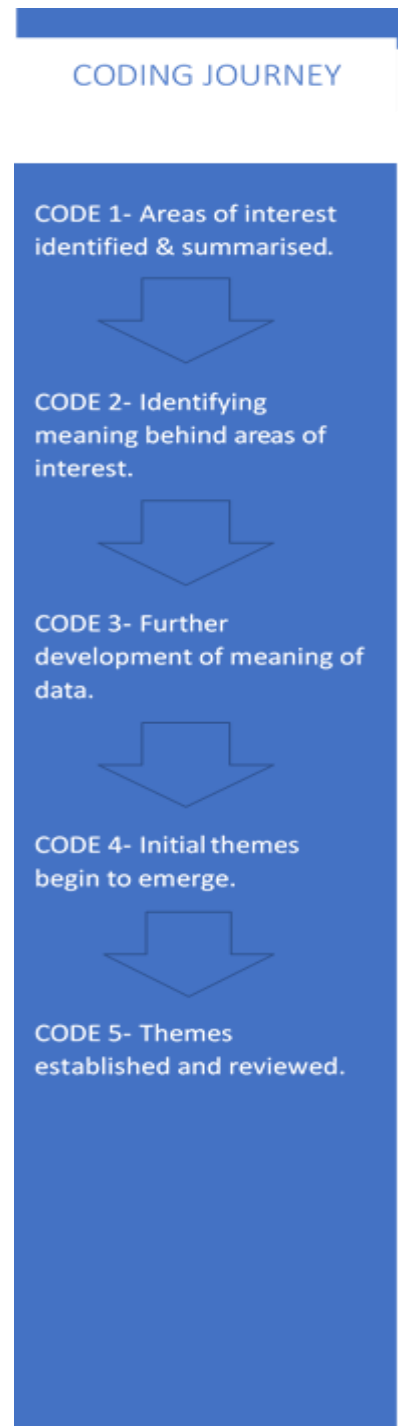 CODING JOURNEY
CODE 1- Areas of interest
identified & summarised.
CODE 2- Identifying
meaning behind areas of
interest.
CODE 3- Further
development of meaning of
data.
CODE 4- Initial themes
begin to emerge.
CODE 5- Themes
established and reviewed.